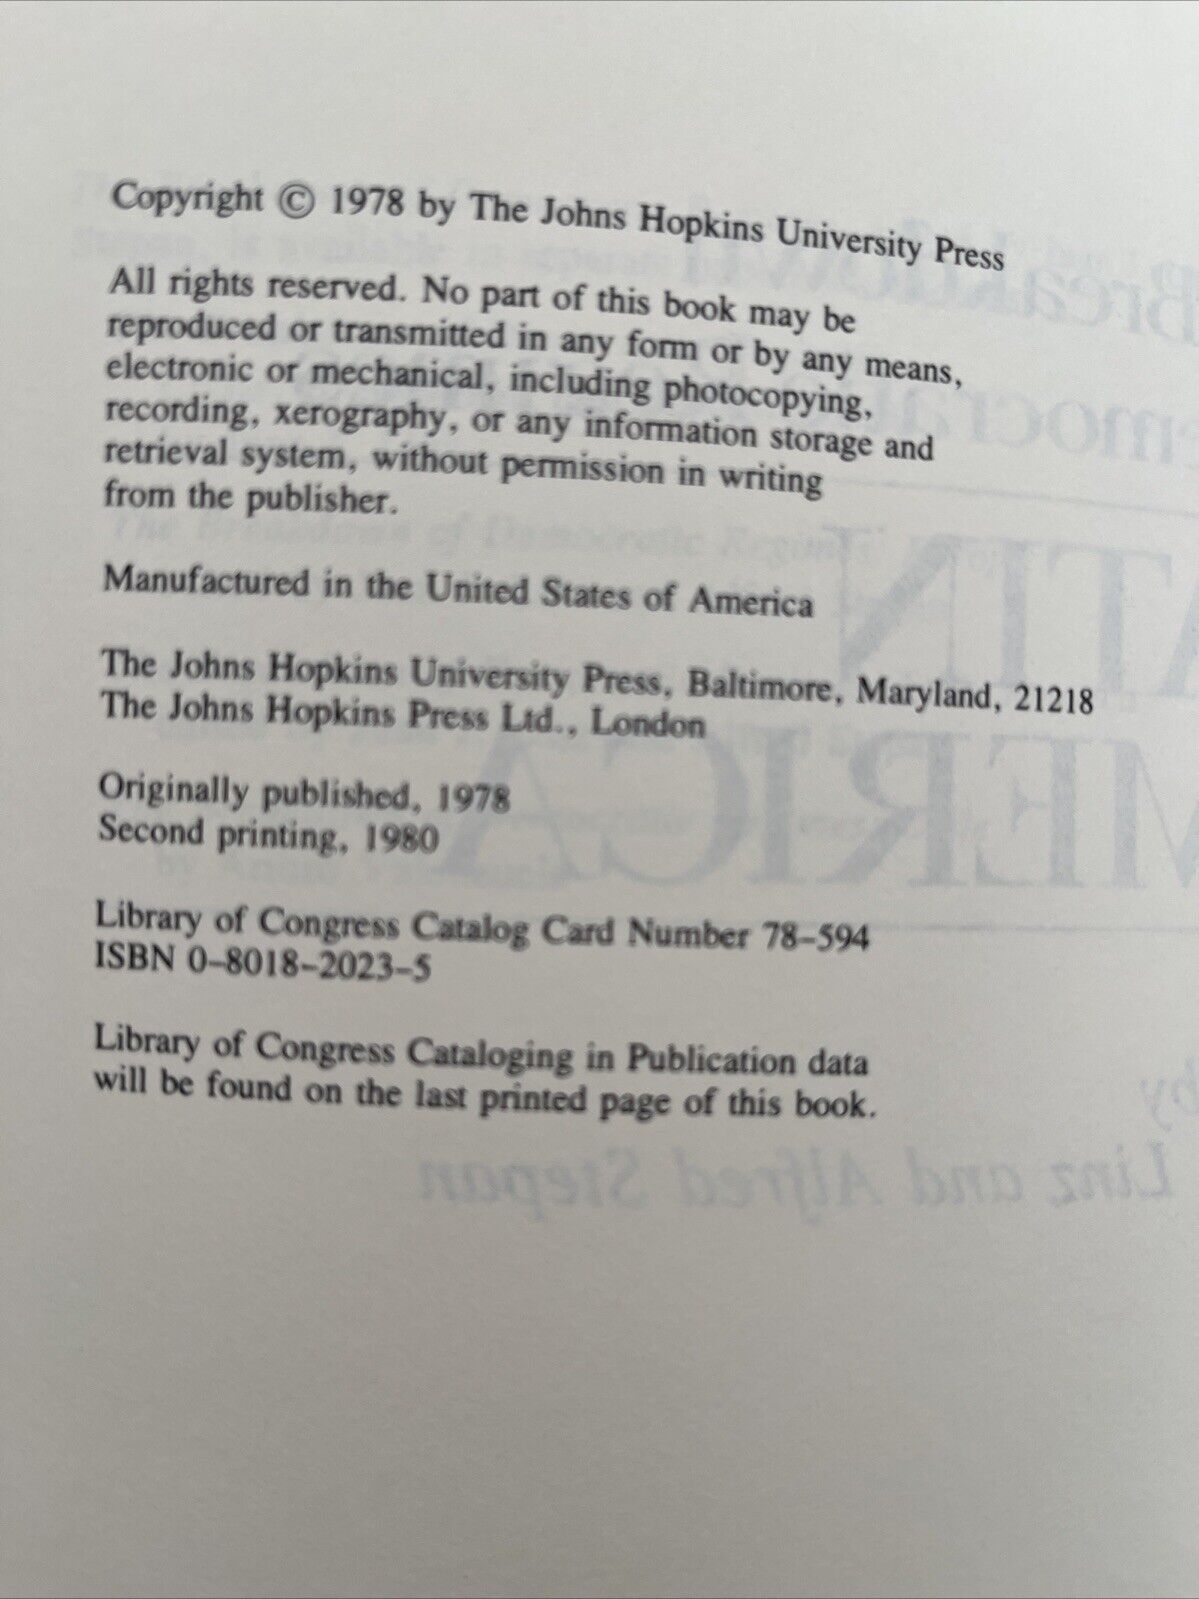 Copyright © 1978 by The Johns Hopkins University Press
All rights reserved. No part of this book may be
reproduced or transmitted in any form or by any means,
electronic or mechanical, including photocopying,
recording, xerography, or any information storage and
retrieval system, without permission in writing
from the publisher.
Manufactured in the United States of America
The Johns Hopkins University Press, Baltimore, Maryland, 21218
The Johns Hopkins Press Ltd., London
Originally published, 1978
Second printing, 1980
Library of Congress Catalog Card Number 78–594
ISBN 0–8018–2023–5
Library of Congress Cataloging in Publication data
will be found on the last printed page of this book.
by
Linz and Alfred Stepan